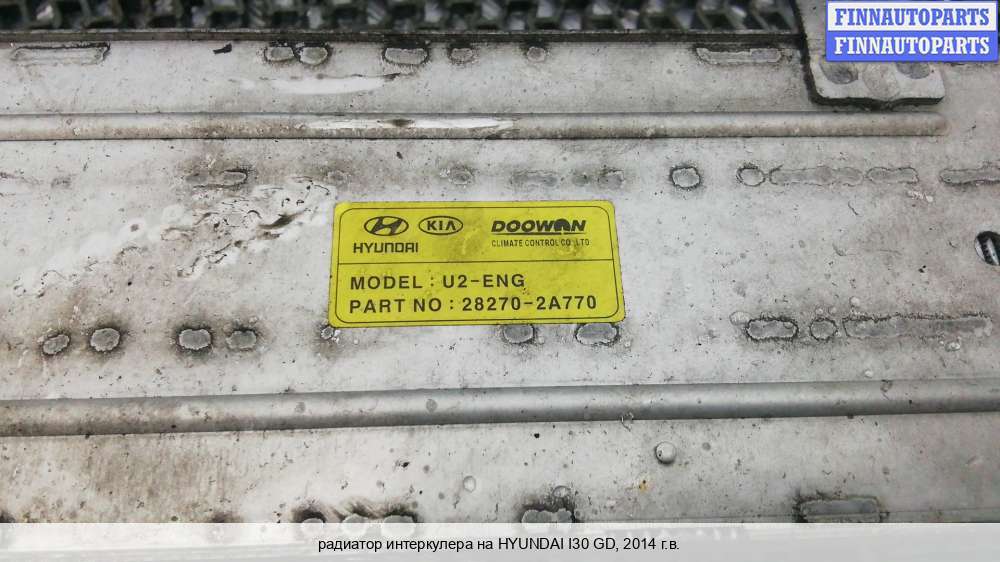 FINNAUTOPARTS
FINNAUTOPARTS
HYUNDAI KIA DOOWON
CLIMATE CONTROL CO., LTD
MODEL : U2-ENG
PART NO : 28270-2A770
радиатор интеркулера на HYUNDAI I30 GD, 2014 г.в.